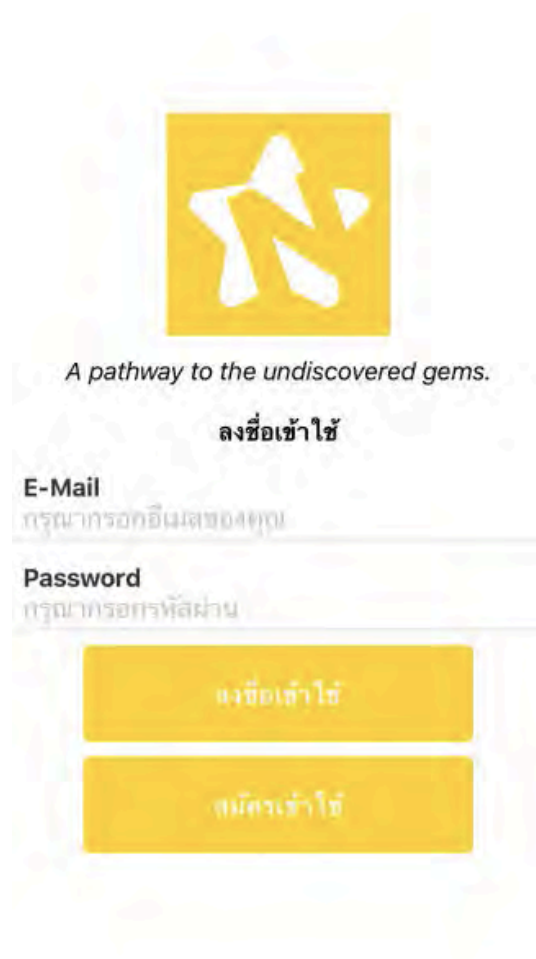 A pathway to the undiscovered gems.
ลงชื่อเข้าใช้
E-Mail
กรุณากรอกอีเมลของคุณ
Password
กรุณากรอกรหัสผ่าน
ลงชื่อเข้าใช้
สมัครเข้าใช้